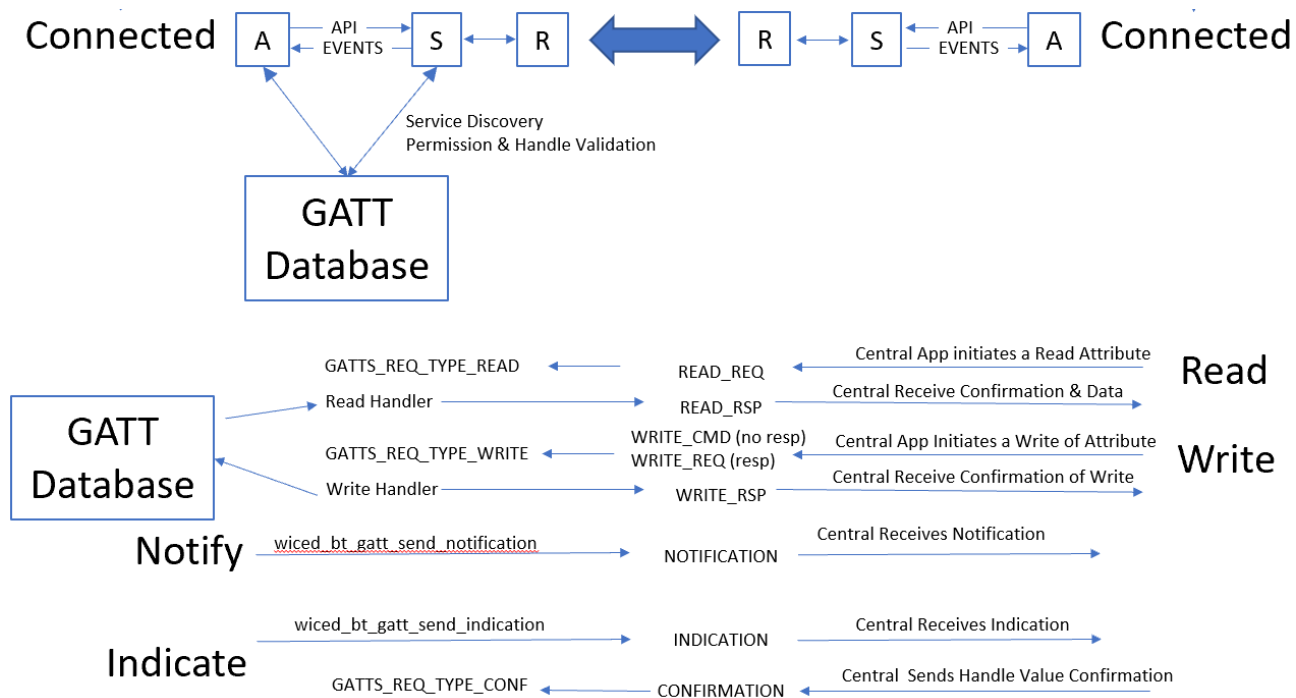 Connected
A
API
EVENTS
S
R
R
S
API
EVENTS
A
Connected
Service Discovery
Permission & Handle Validation
GATT
Database
GATTS_REQ_TYPE_READ
READ_REQ
Central App initiates a Read Attribute
Read
Read Handler
READ_RSP
Central Receive Confirmation & Data
GATT
Database
GATTS_REQ_TYPE_WRITE
WRITE_CMD (no resp)
WRITE_REQ (resp)
Central App Initiates a Write of Attribute
Write
Write Handler
WRITE_RSP
Central Receive Confirmation of Write
Notify
wiced_bt_gatt_send_notification
NOTIFICATION
Central Receives Notification
Indicate
wiced_bt_gatt_send_indication
INDICATION
Central Receives Indication
GATTS_REQ_TYPE_CONF
CONFIRMATION
Central Sends Handle Value Confirmation